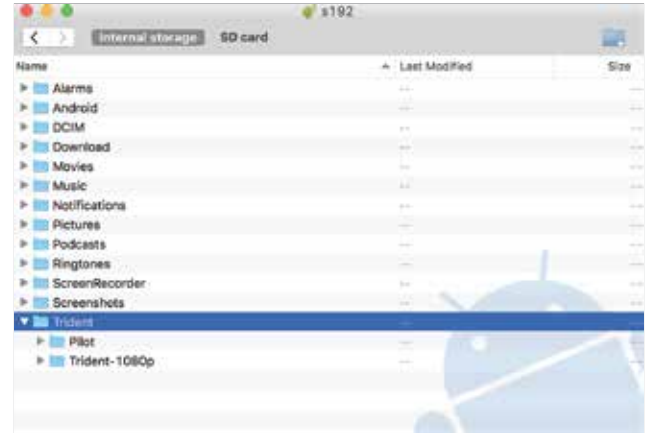 s192
Internal storage SD card
Name Last Modified Size
Alarms -- --
Android -- --
DCIM -- --
Download -- --
Movies -- --
Music -- --
Notifications -- --
Pictures -- --
Podcasts -- --
Ringtones -- --
ScreenRecorder -- --
Screenshots -- --
Trident -- --
Pilot -- --
Trident-1080p -- --